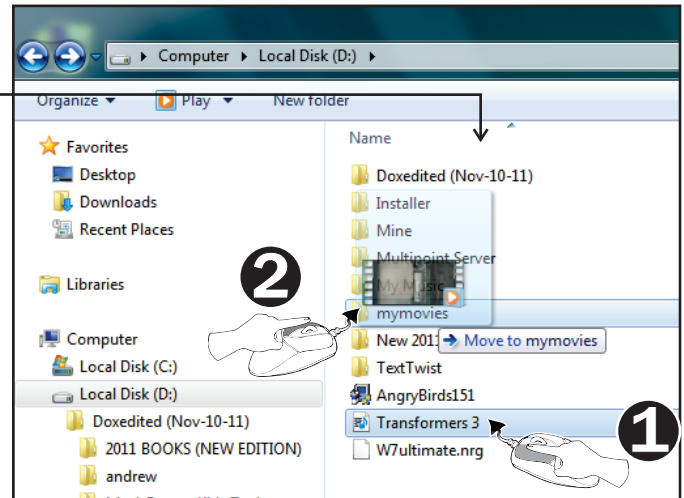 Computer Local Disk (D:)
Organize Play New folder
Favorites
Desktop
Downloads
Recent Places
Libraries
Computer
Local Disk (C:)
Local Disk (D:)
Doxedited (Nov-10-11)
2011 BOOKS (NEW EDITION)
andrew
Name
Doxedited (Nov-10-11)
Installer
Mine
Multipoint Server
My Music
mymovies
New 2011
Move to mymovies
TextTwist
AngryBirds151
Transformers 3
W7ultimate.nrg
2
1